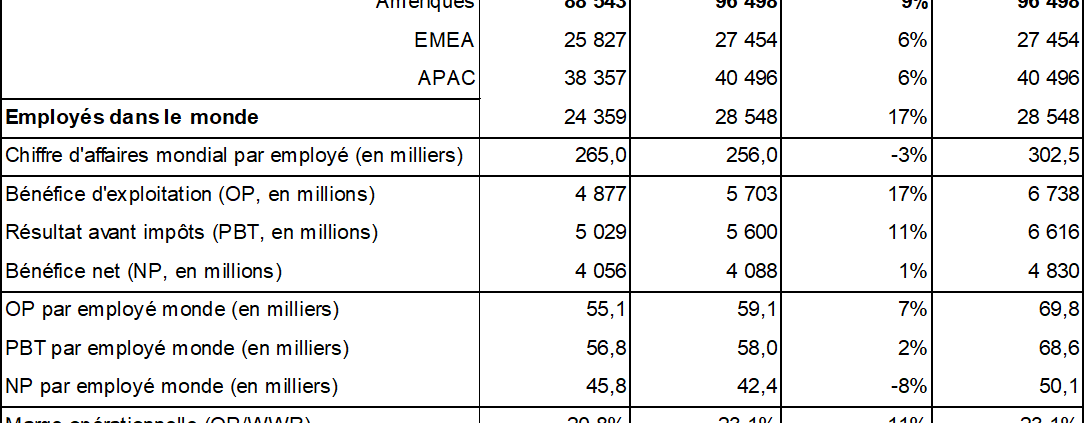 Amériques 88 543 96 498 9% 96 498
EMEA 25 827 27 454 6% 27 454
APAC 38 357 40 496 6% 40 496
Employés dans le monde 24 359 28 548 17% 28 548
Chiffre d'affaires mondial par employé (en milliers) 265,0 256,0 -3% 302,5
Bénéfice d'exploitation (OP, en millions) 4 877 5 703 17% 6 738
Résultat avant impôts (PBT, en millions) 5 029 5 600 11% 6 616
Bénéfice net (NP, en millions) 4 056 4 088 1% 4 830
OP par employé monde (en milliers) 55,1 59,1 7% 69,8
PBT par employé monde (en milliers) 56,8 58,0 2% 68,6
NP par employé monde (en milliers) 45,8 42,4 -8% 50,1
Marge opérationnelle (OP/WWR) 20,8% 23,1% 11% 23,1%